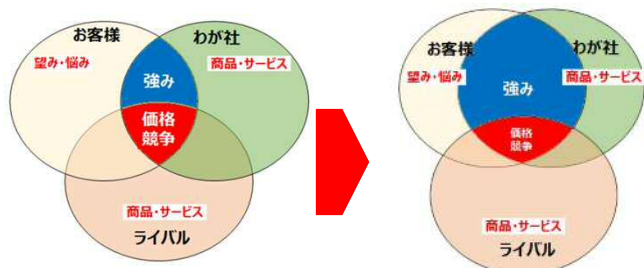 お客様
望み・悩み
わが社
商品・サービス
強み
価格
競争
商品・サービス
ライバル
お客様
望み・悩み
わが社
商品・サービス
強み
価格
競争
商品・サービス
ライバル